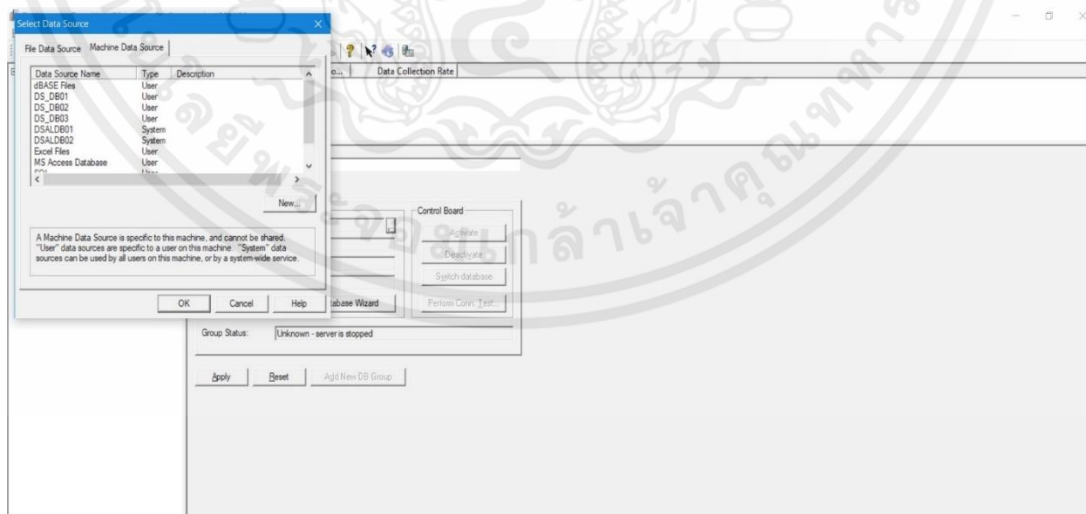 Select Data Source
File Data Source Machine Data Source
Data Source Name Type Description
dBASE Files User
DS_DB01 User
DS_DB02 User
DS_DB03 User
DSALDB01 System
DSALDB02 System
Excel Files User
MS Access Database User
New...
A Machine Data Source is specific to this machine, and cannot be shared.
"User" data sources are specific to a user on this machine. "System" data
sources can be used by all users on this machine, or by a system-wide service.
OK Cancel Help
Data Collection Rate
Control Board
Activate
Deactivate
Switch database
Perform Conn. Test...
Wizard
Group Status: Unknown - server is stopped
Apply Reset Add New DB Group